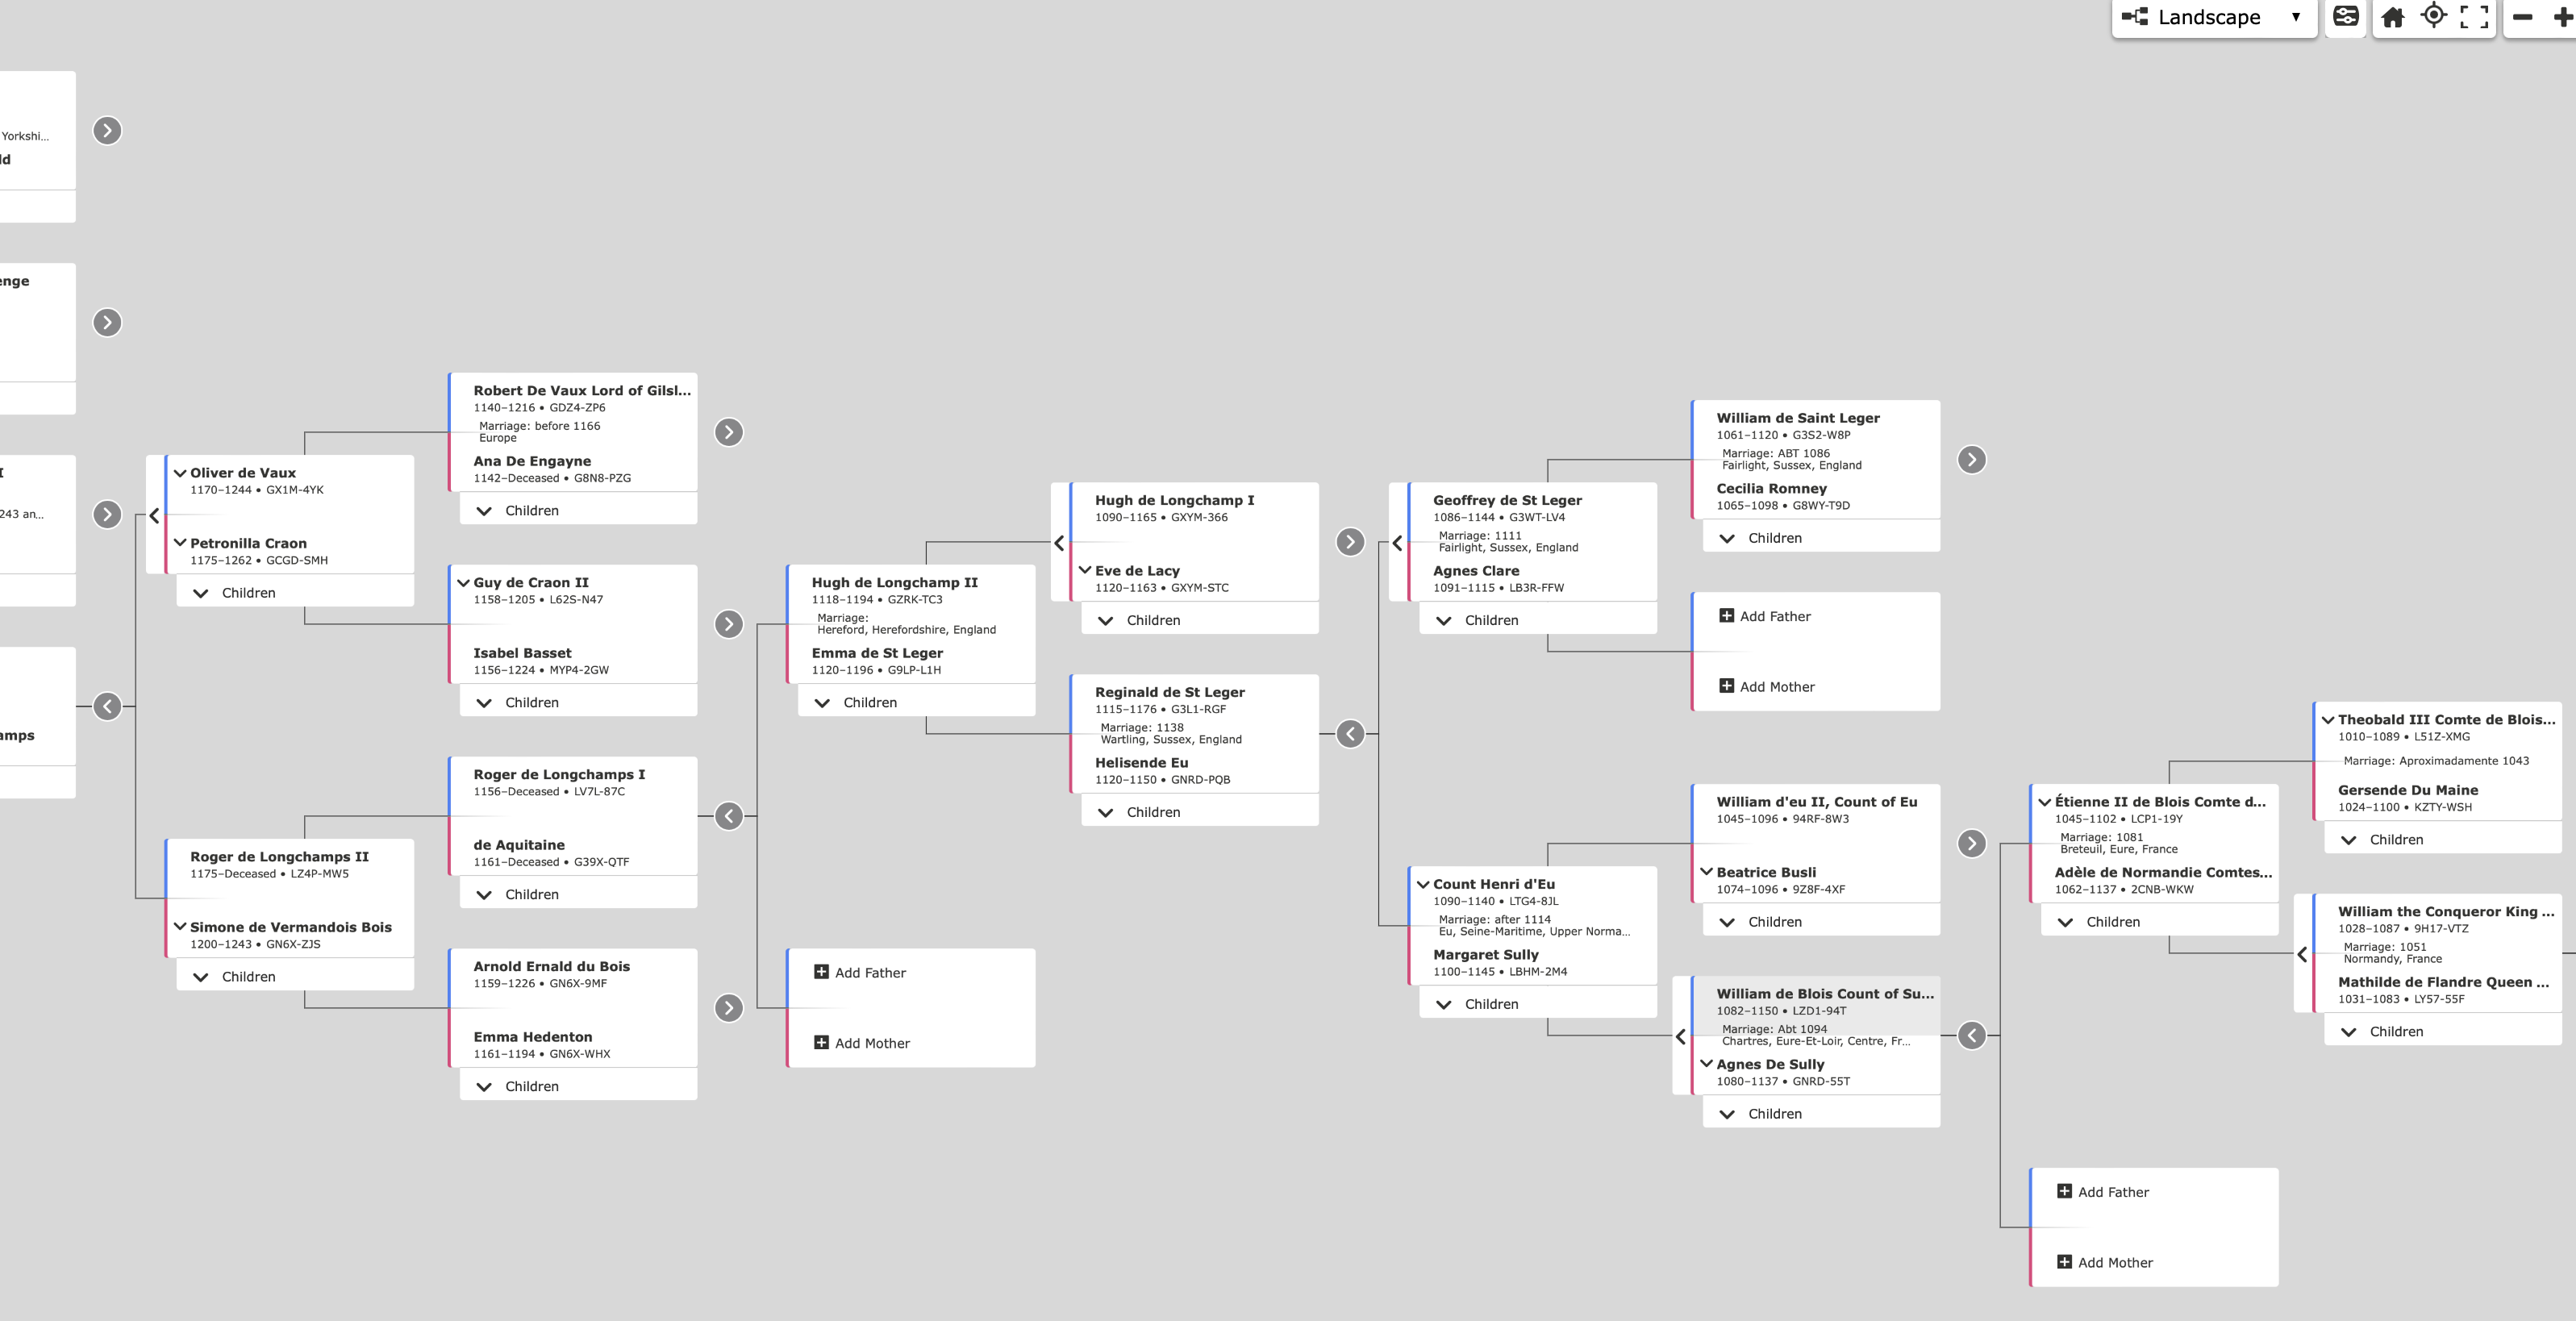 Landscape
Yorkshi...
ld
enge
I
243 an...
amps
Oliver de Vaux
1170–1244 • GX1M-4YK
Petronilla Craon
1175–1262 • GCGD-SMH
Children
Roger de Longchamps II
1175–Deceased • LZ4P-MW5
Simone de Vermandois Bois
1200–1243 • GN6X-ZJS
Children
Robert De Vaux Lord of Gilsl...
1140–1216 • GDZ4-ZP6
Marriage: before 1166
Europe
Ana De Engayne
1142–Deceased • G8N8-PZG
Children
Guy de Craon II
1158–1205 • L62S-N47
Isabel Basset
1156–1224 • MYP4-2GW
Children
Roger de Longchamps I
1156–Deceased • LV7L-87C
de Aquitaine
1161–Deceased • G39X-QTF
Children
Arnold Ernald du Bois
1159–1226 • GN6X-9MF
Emma Hedenton
1161–1194 • GN6X-WHX
Children
Hugh de Longchamp II
1118–1194 • GZRK-TC3
Marriage:
Hereford, Herefordshire, England
Emma de St Leger
1120–1196 • G9LP-L1H
Children
Add Father
Add Mother
Hugh de Longchamp I
1090–1165 • GXYM-366
Eve de Lacy
1120–1163 • GXYM-STC
Children
Reginald de St Leger
1115–1176 • G3L1-RGF
Marriage: 1138
Wartling, Sussex, England
Helisende Eu
1120–1150 • GNRD-PQB
Children
Geoffrey de St Leger
1086–1144 • G3WT-LV4
Marriage: 1111
Fairlight, Sussex, England
Agnes Clare
1091–1115 • LB3R-FFW
Children
Count Henri d'Eu
1090–1140 • LTG4-8JL
Marriage: after 1114
Eu, Seine-Maritime, Upper Norma...
Margaret Sully
1100–1145 • LBHM-2M4
Children
William de Saint Leger
1061–1120 • G3S2-W8P
Marriage: ABT 1086
Fairlight, Sussex, England
Cecilia Romney
1065–1098 • G8WY-T9D
Children
Add Father
Add Mother
William d'eu II, Count of Eu
1045–1096 • 94RF-8W3
Beatrice Busli
1074–1096 • 9Z8F-4XF
Children
William de Blois Count of Su...
1082–1150 • LZD1-94T
Marriage: Abt 1094
Chartres, Eure-Et-Loir, Centre, Fr...
Agnes De Sully
1080–1137 • GNRD-55T
Children
Étienne II de Blois Comte d...
1045–1102 • LCP1-19Y
Marriage: 1081
Breteuil, Eure, France
Adèle de Normandie Comtes...
1062–1137 • 2CNB-WKW
Children
Add Father
Add Mother
Theobald III Comte de Blois...
1010–1089 • L51Z-XMG
Marriage: Aproximadamente 1043
Gersende Du Maine
1024–1100 • KZTY-WSH
Children
William the Conqueror King ...
1028–1087 • 9H17-VTZ
Marriage: 1051
Normandy, France
Mathilde de Flandre Queen ...
1031–1083 • LY57-55F
Children